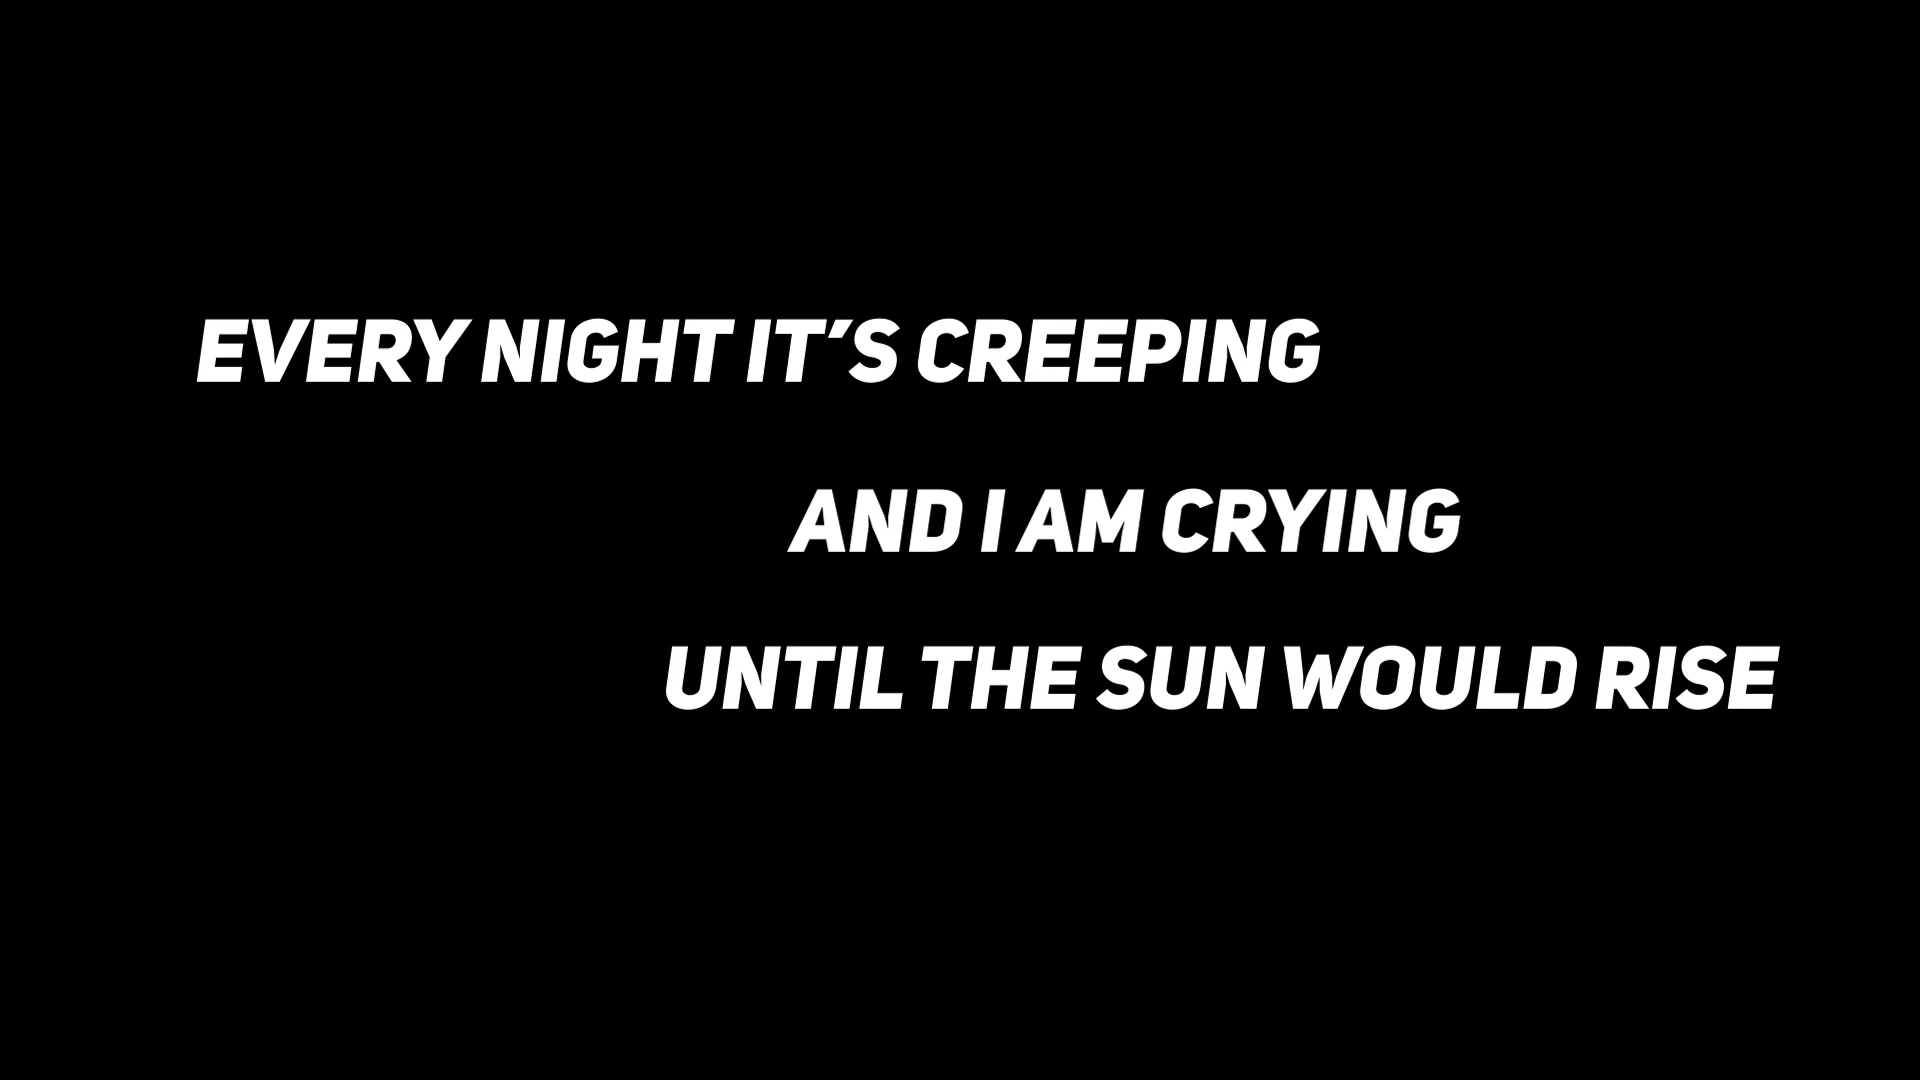 EVERY NIGHT IT’S CREEPING
AND I AM CRYING
UNTIL THE SUN WOULD RISE